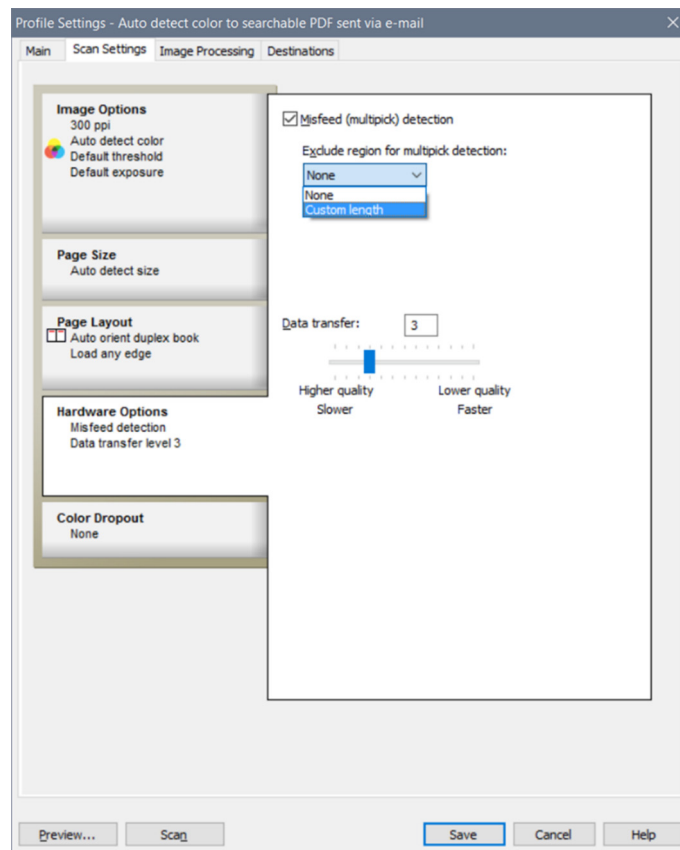 Profile Settings - Auto detect color to searchable PDF sent via e-mail
Main Scan Settings Image Processing Destinations
Image Options
300 ppi
Auto detect color
Default threshold
Default exposure
Page Size
Auto detect size
Page Layout
Auto orient duplex book
Load any edge
Hardware Options
Misfeed detection
Data transfer level 3
Color Dropout
None
Misfeed (multipick) detection
Exclude region for multipick detection:
None
None
Custom length
Data transfer: 3
Higher quality Lower quality
Slower Faster
Preview... Scan Save Cancel Help